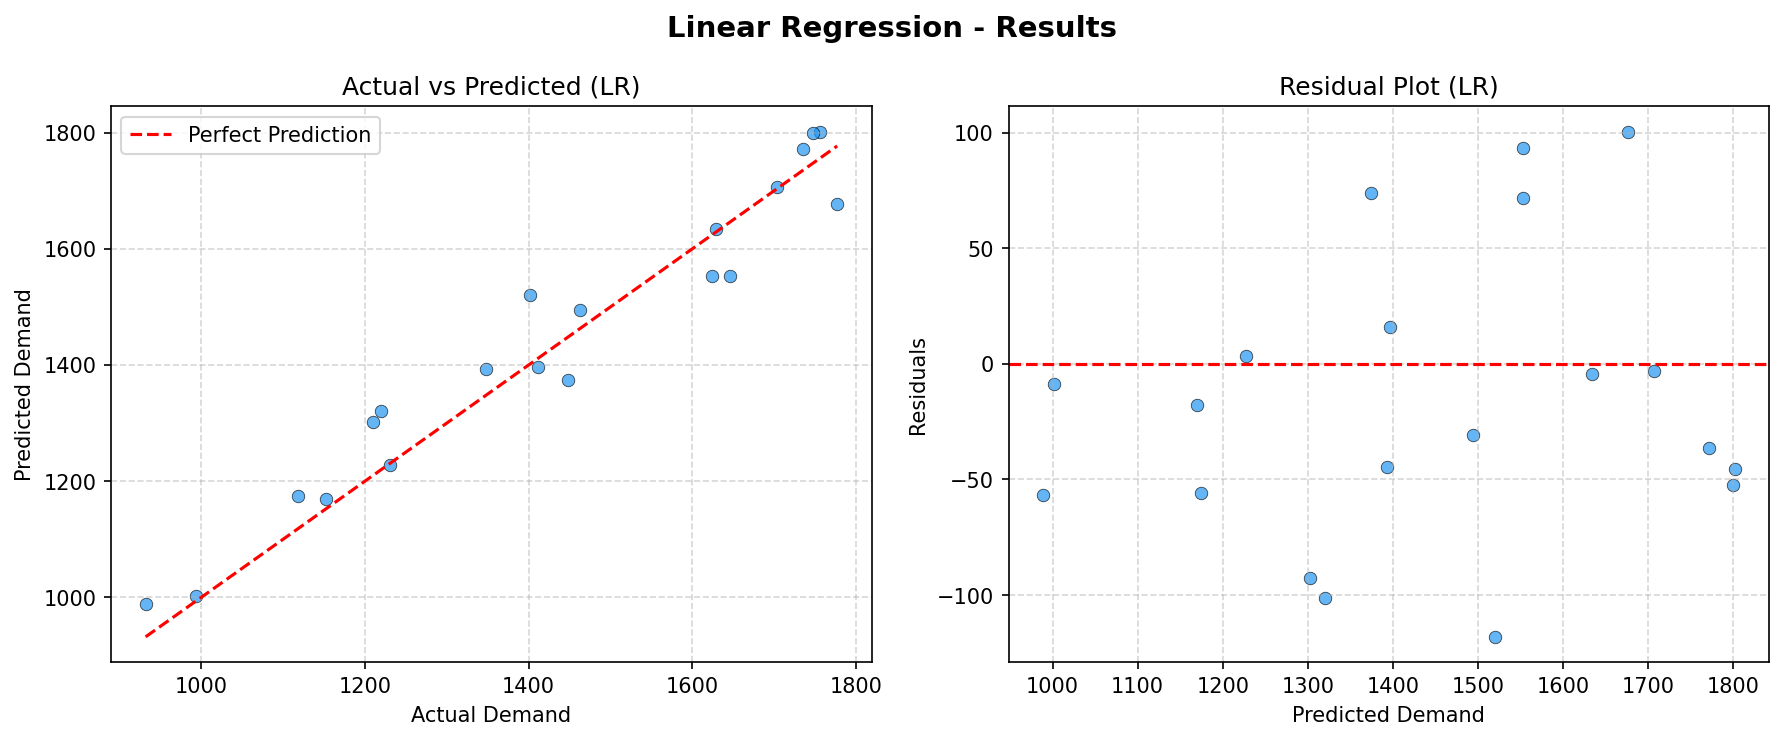 Linear Regression - Results
Actual vs Predicted (LR)
Perfect Prediction
1800
1600
1400
1200
1000
Predicted Demand
1000 1200 1400 1600 1800
Actual Demand
Residual Plot (LR)
100
50
0
−50
−100
Residuals
1000 1100 1200 1300 1400 1500 1600 1700 1800
Predicted Demand